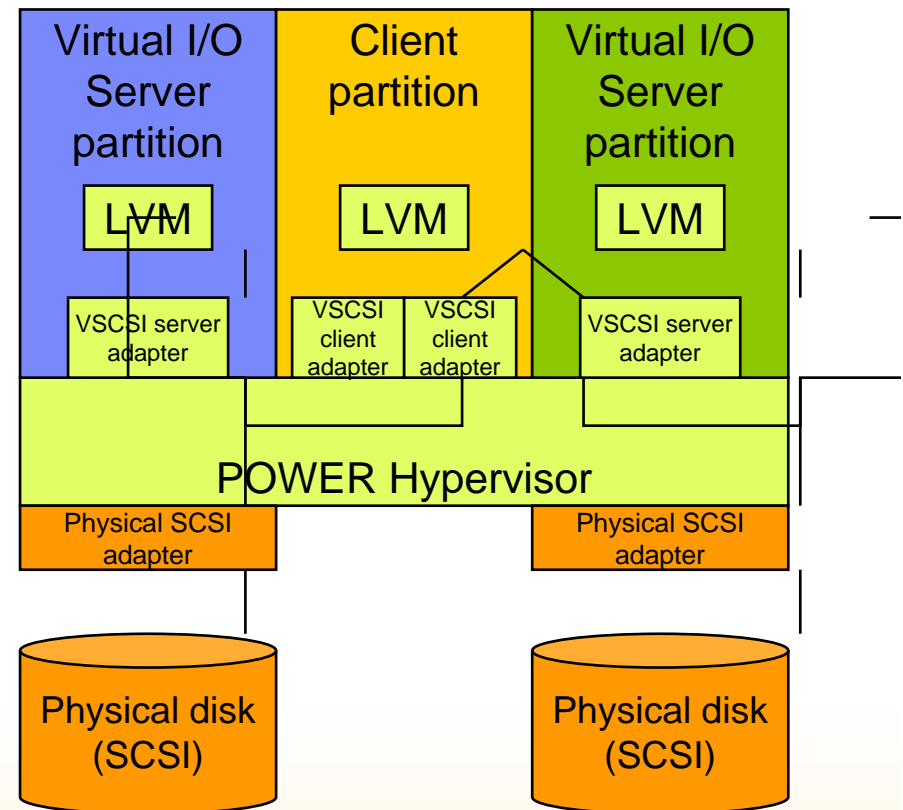 Virtual I/O
Server
partition
Client
partition
Virtual I/O
Server
partition
LVM
LVM
LVM
VSCSI server
adapter
VSCSI
client
adapter
VSCSI
client
adapter
VSCSI server
adapter
POWER Hypervisor
Physical SCSI
adapter
Physical SCSI
adapter
Physical disk
(SCSI)
Physical disk
(SCSI)